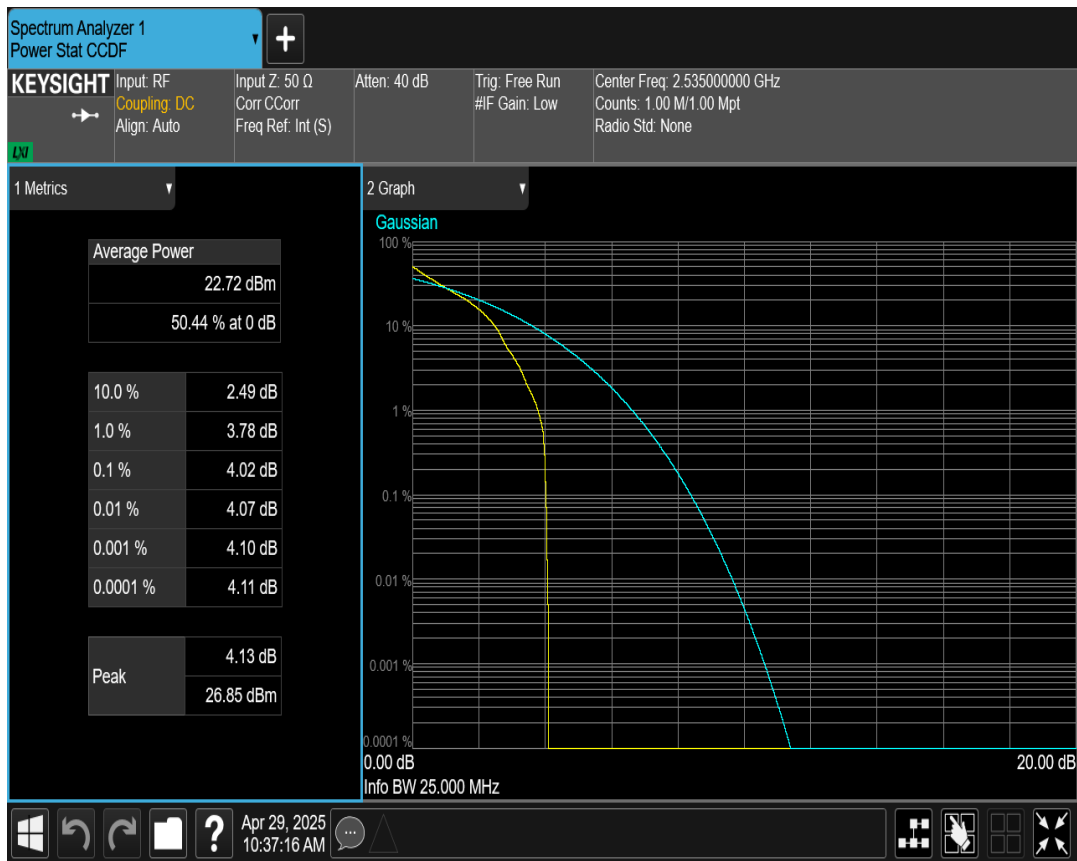 Spectrum Analyzer 1
Power Stat CCDF
KEYSIGHT
LXI
Input: RF
Coupling: DC
Align: Auto
Input Z: 50 Ω
Corr CCorr
Freq Ref: Int (S)
Atten: 40 dB
Trig: Free Run
#IF Gain: Low
Center Freq: 2.535000000 GHz
Counts: 1.00 M/1.00 Mpt
Radio Std: None
1 Metrics
Average Power
22.72 dBm
50.44 % at 0 dB
10.0 % 2.49 dB
1.0 % 3.78 dB
0.1 % 4.02 dB
0.01 % 4.07 dB
0.001 % 4.10 dB
0.0001 % 4.11 dB
Peak 4.13 dB
26.85 dBm
2 Graph
Gaussian
100 %
10 %
1 %
0.1 %
0.01 %
0.001 %
0.0001 %
0.00 dB 20.00 dB
Info BW 25.000 MHz
Apr 29, 2025
10:37:16 AM